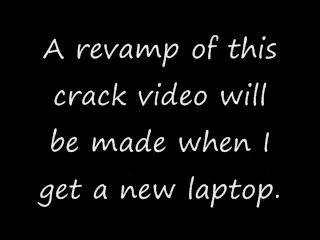 A revamp of this
crack video will
be made when I
get a new laptop.